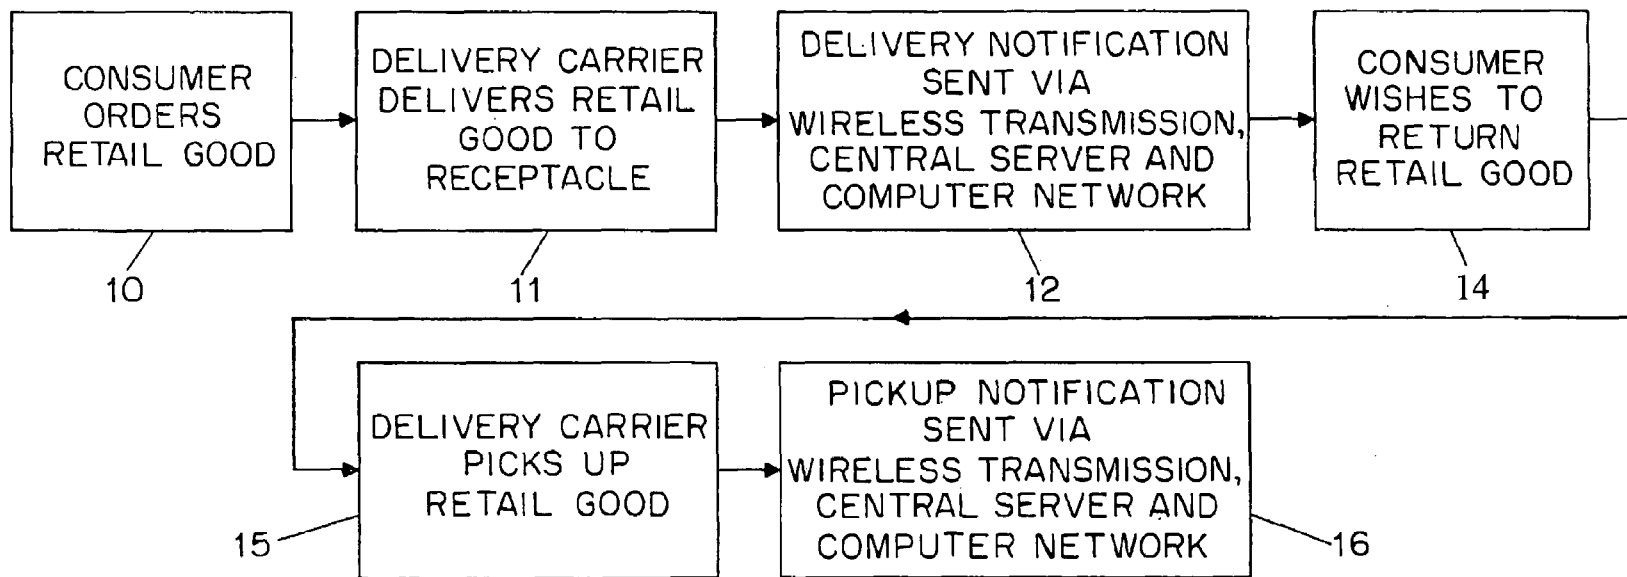 CONSUMER
ORDERS
RETAIL GOOD
DELIVERY CARRIER
DELIVERS RETAIL
GOOD TO
RECEPTACLE
DELIVERY NOTIFICATION
SENT VIA
WIRELESS TRANSMISSION,
CENTRAL SERVER AND
COMPUTER NETWORK
CONSUMER
WISHES TO
RETURN
RETAIL GOOD
10
11
12
14
DELIVERY CARRIER
PICKS UP
RETAIL GOOD
PICKUP NOTIFICATION
SENT VIA
WIRELESS TRANSMISSION,
CENTRAL SERVER AND
COMPUTER NETWORK
15
16